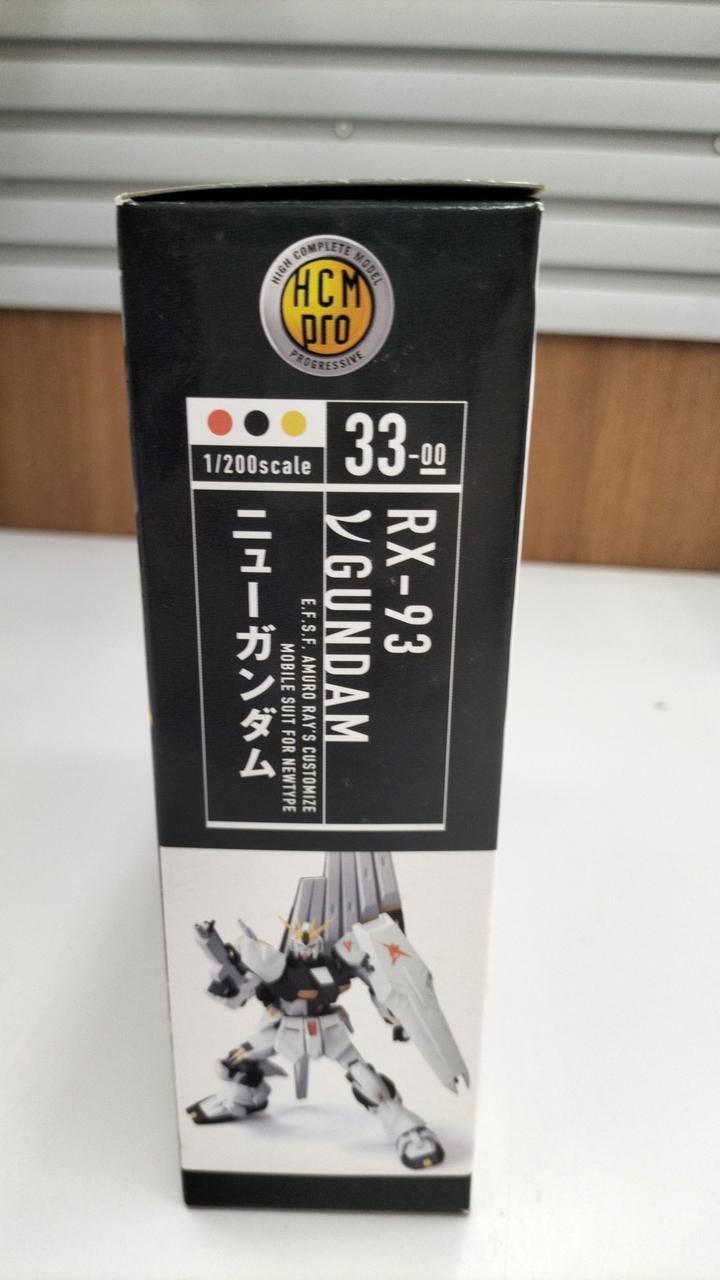 HIGH COMPLETE MODEL
HCM
pro
PROGRESSIVE
1/200scale
33-00
RX-93
ν GUNDAM
E.F.S.F. AMURO RAY'S CUSTOMIZE
MOBILE SUIT FOR NEWTYPE
ニューガンダム